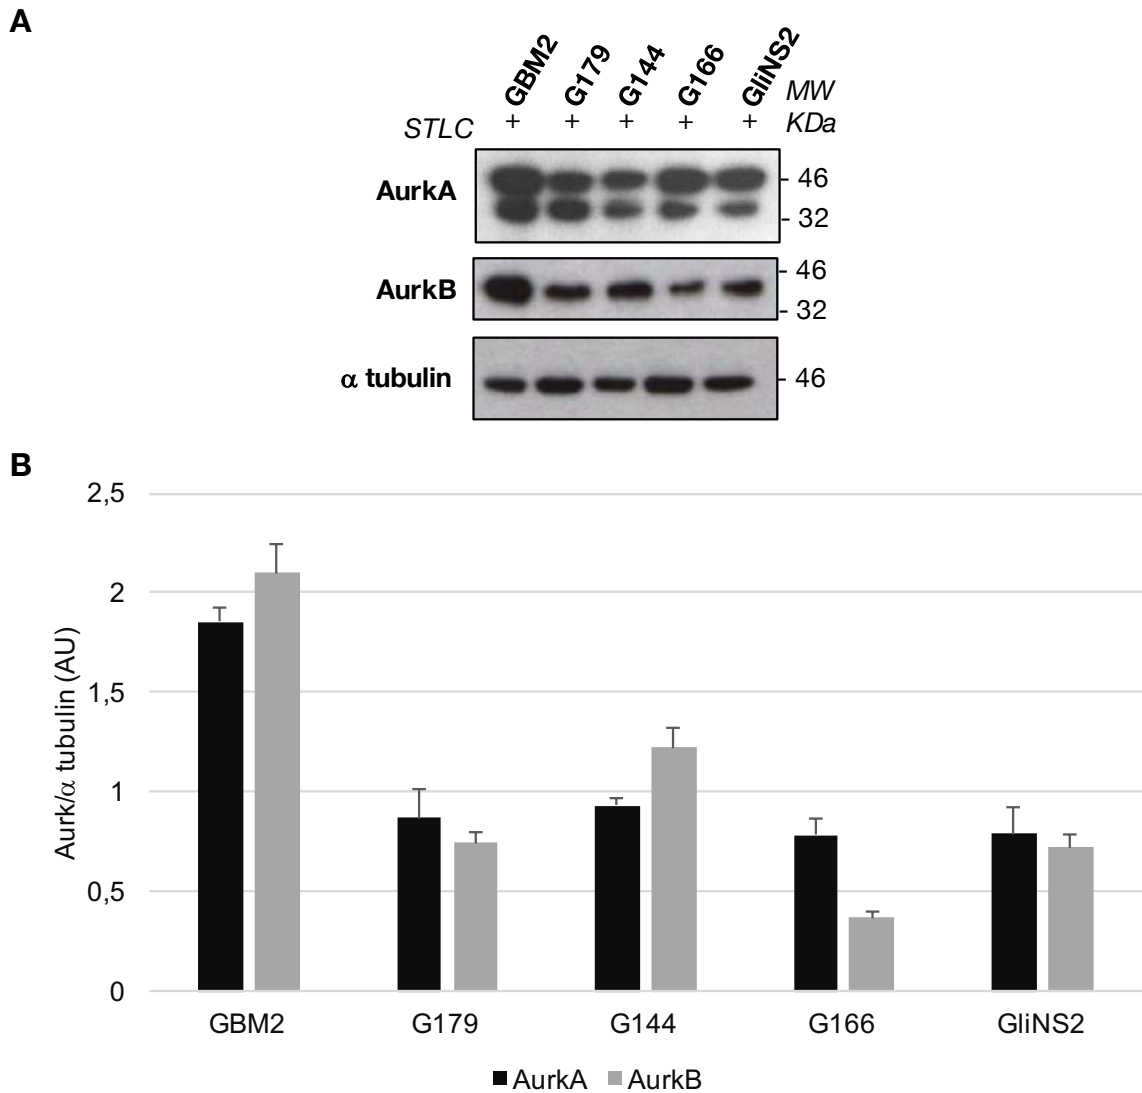 A
GBM2 G179 G144 G166 GliNS2 MW
STLC + + + + + KDa
AurkA - 46
- 32
AurkB - 46
- 32
α tubulin - 46
B
2,5
2
1,5
1
0,5
0
Aurk/α tubulin (AU)
GBM2 G179 G144 G166 GliNS2
AurkA AurkB